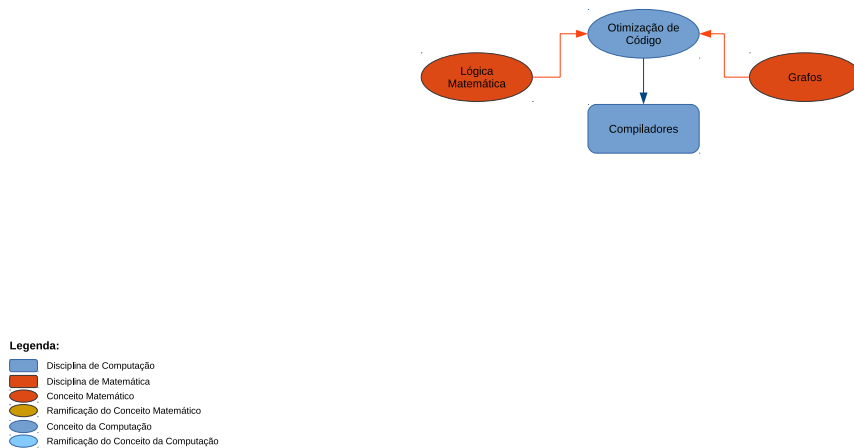 Otimização de
Código
Lógica
Matemática
Grafos
Compiladores
Legenda:
Disciplina de Computação
Disciplina de Matemática
Conceito Matemático
Ramificação do Conceito Matemático
Conceito da Computação
Ramificação do Conceito da Computação